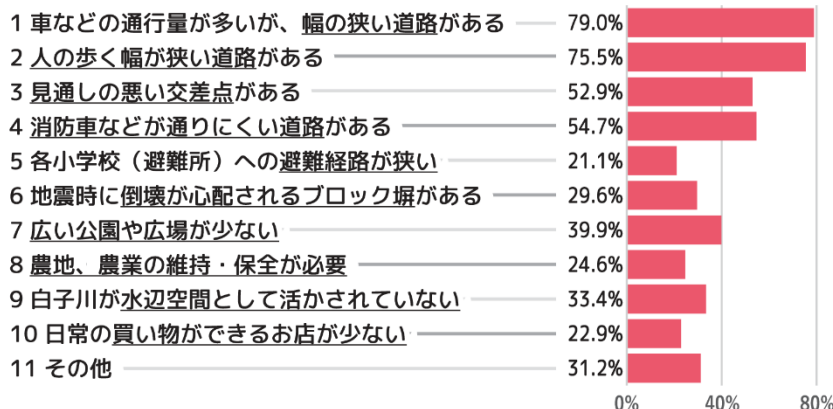 1 車などの通行量が多いが、幅の狭い道路がある 79.0%
2 人の歩く幅が狭い道路がある 75.5%
3 見通しの悪い交差点がある 52.9%
4 消防車などが通りにくい道路がある 54.7%
5 各小学校（避難所）への避難経路が狭い 21.1%
6 地震時に倒壊が心配されるブロック塀がある 29.6%
7 広い公園や広場が少ない 39.9%
8 農地、農業の維持・保全が必要 24.6%
9 白子川が水辺空間として活かされていない 33.4%
10 日常の買い物ができるお店が少ない 22.9%
11 その他 31.2%
0% 40% 80%